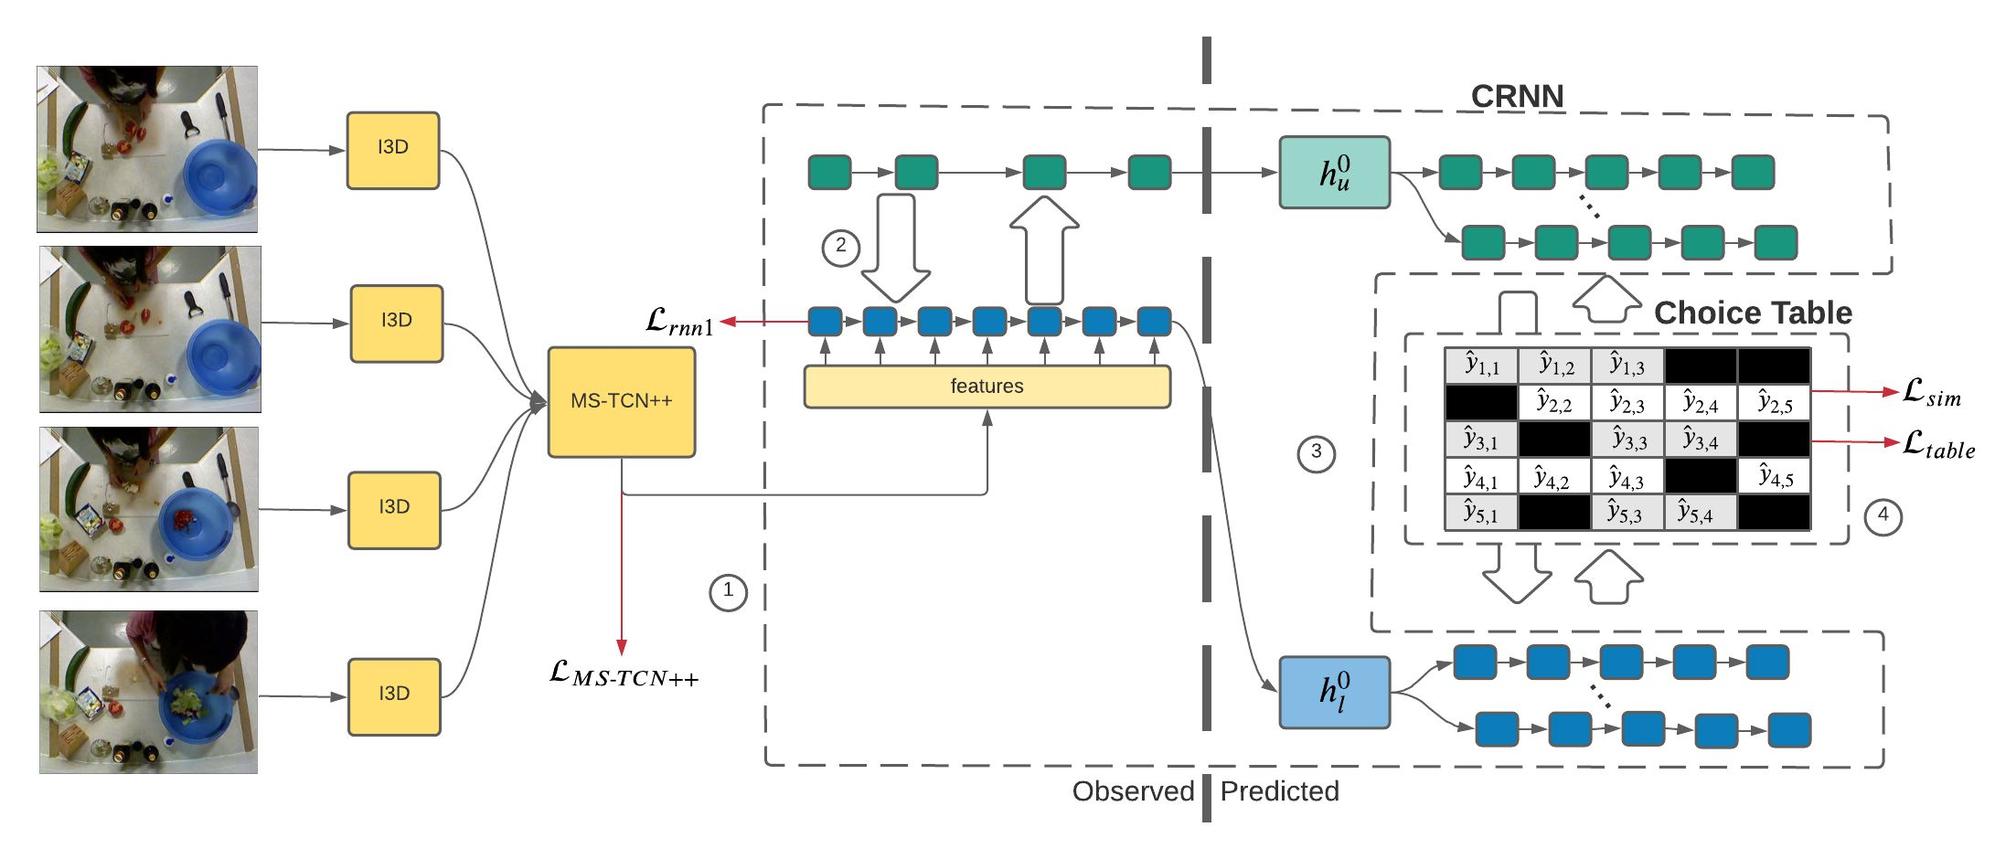 CRNN
I3D
$h_u^0$
2
I3D
Choice Table
$\mathcal{L}_{rnn1}$
$\hat{y}_{1,1}$ $\hat{y}_{1,2}$ $\hat{y}_{1,3}$
features
MS-TCN++
$\hat{y}_{2,2}$ $\hat{y}_{2,3}$ $\hat{y}_{2,4}$ $\hat{y}_{2,5}$
$\mathcal{L}_{sim}$
3
$\hat{y}_{3,1}$ $\hat{y}_{3,3}$ $\hat{y}_{3,4}$
$\mathcal{L}_{table}$
$\hat{y}_{4,1}$ $\hat{y}_{4,2}$ $\hat{y}_{4,3}$ $\hat{y}_{4,5}$
I3D
$\hat{y}_{5,1}$ $\hat{y}_{5,3}$ $\hat{y}_{5,4}$
4
1
$\mathcal{L}_{MS\text{-}TCN++}$
I3D
$h_l^0$
Observed Predicted